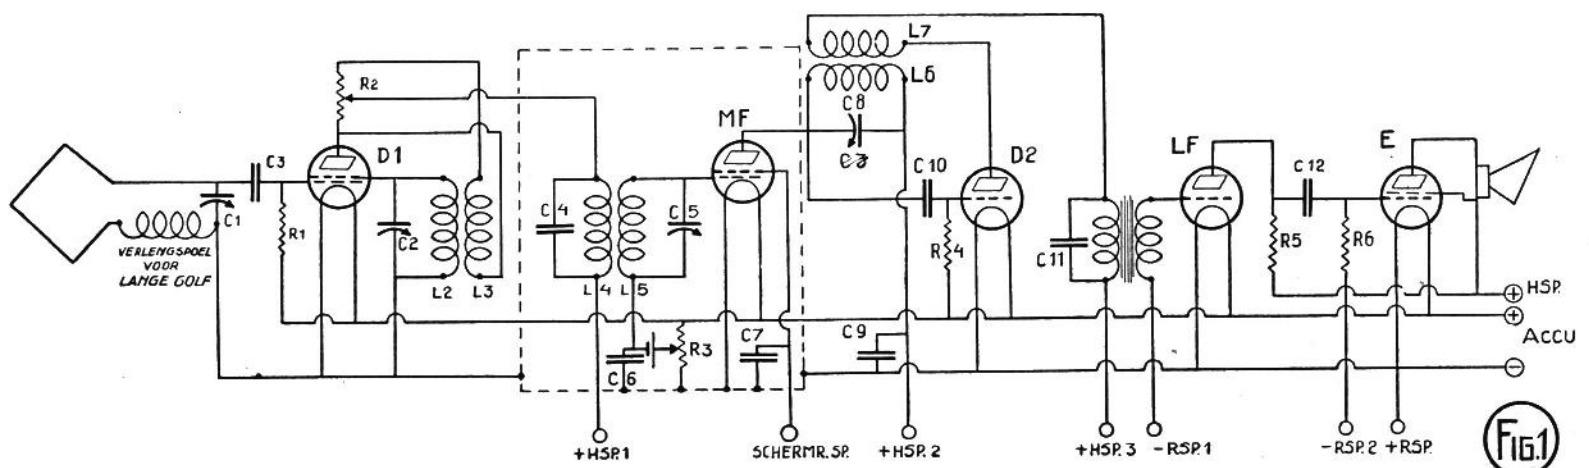 L7
L6
C8
C7
R2
MF
D1
C3
C1
R1
C2
L2 L3
VERLENGSPOEL
VOOR
LANGE GOLF
C4
C5
L4 L5
C6
R3
C7
C10
D2
R4
C9
LF
C12
E
C11
R5
R6
+ HSP.
+
ACCU
-
+HSP.1
SCHERMR.SP.
+HSP.2
+HSP.3
-RSP.1
-RSP.2
+RSP.
FIG.1